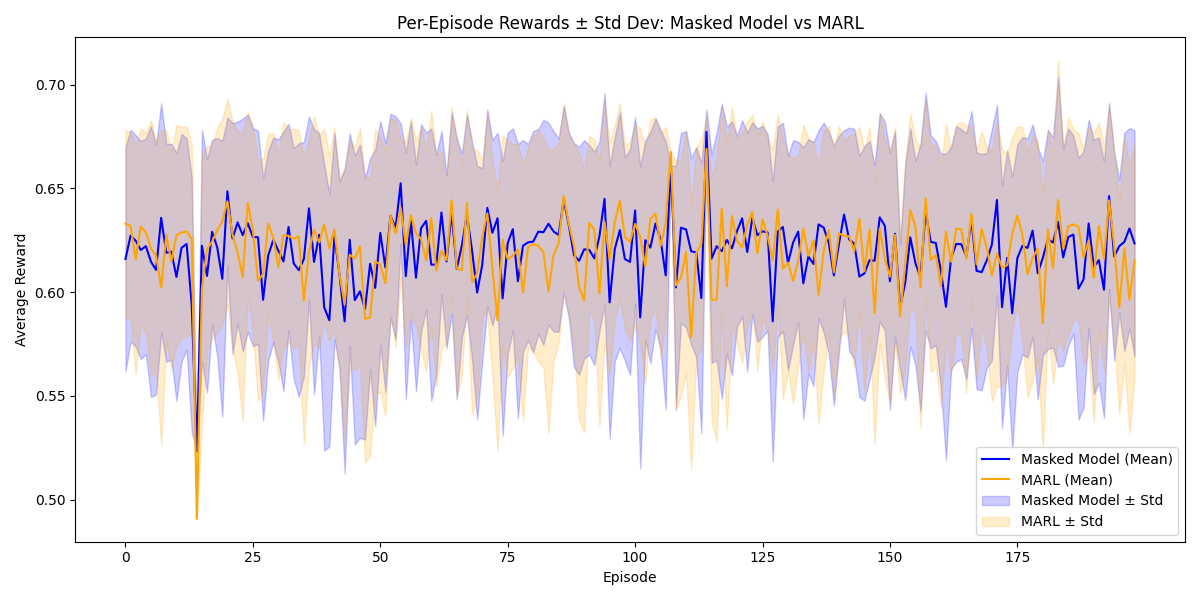 Per-Episode Rewards ± Std Dev: Masked Model vs MARL
Average Reward
0.70
0.65
0.60
0.55
0.50
0
25
50
75
100
125
150
175
Episode
Masked Model (Mean)
MARL (Mean)
Masked Model ± Std
MARL ± Std